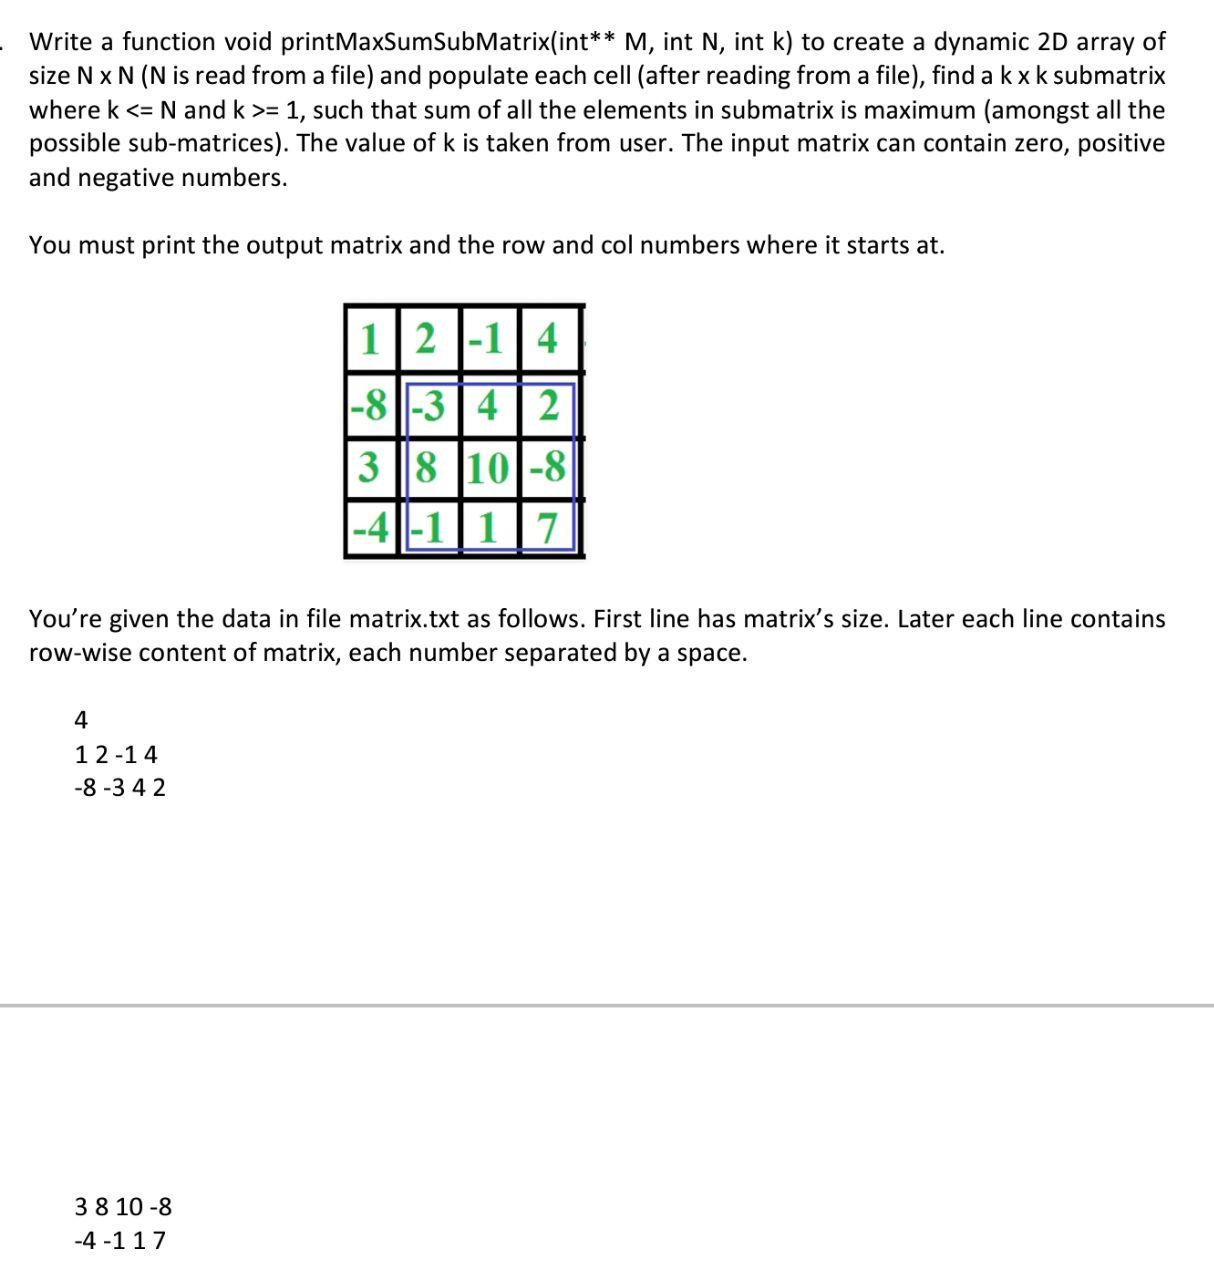 Write a function void printMaxSumSubMatrix(int** M, int N, int k) to create a dynamic 2D array of
size N x N (N is read from a file) and populate each cell (after reading from a file), find a k x k submatrix
where k <= N and k >= 1, such that sum of all the elements in submatrix is maximum (amongst all the
possible sub-matrices). The value of k is taken from user. The input matrix can contain zero, positive
and negative numbers.
You must print the output matrix and the row and col numbers where it starts at.
1 2 -1 4
-8 -3 4 2
3 8 10 -8
-4 -1 1 7
You’re given the data in file matrix.txt as follows. First line has matrix’s size. Later each line contains
row-wise content of matrix, each number separated by a space.
4
1 2 -1 4
-8 -3 4 2
3 8 10 -8
-4 -1 1 7